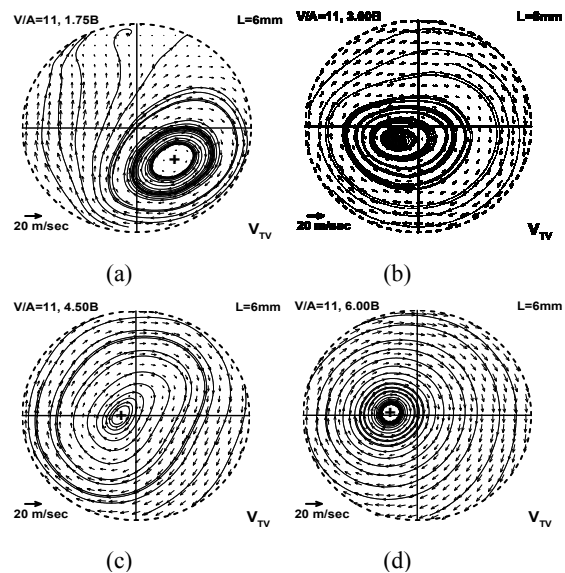 V/A=11, 1.75B L=6mm
V/A=11, 3.00B L=6mm
20 m/sec V_TV
20 m/sec V_TV
(a) (b)
V/A=11, 4.50B L=6mm
V/A=11, 6.00B L=6mm
20 m/sec V_TV
20 m/sec V_TV
(c) (d)